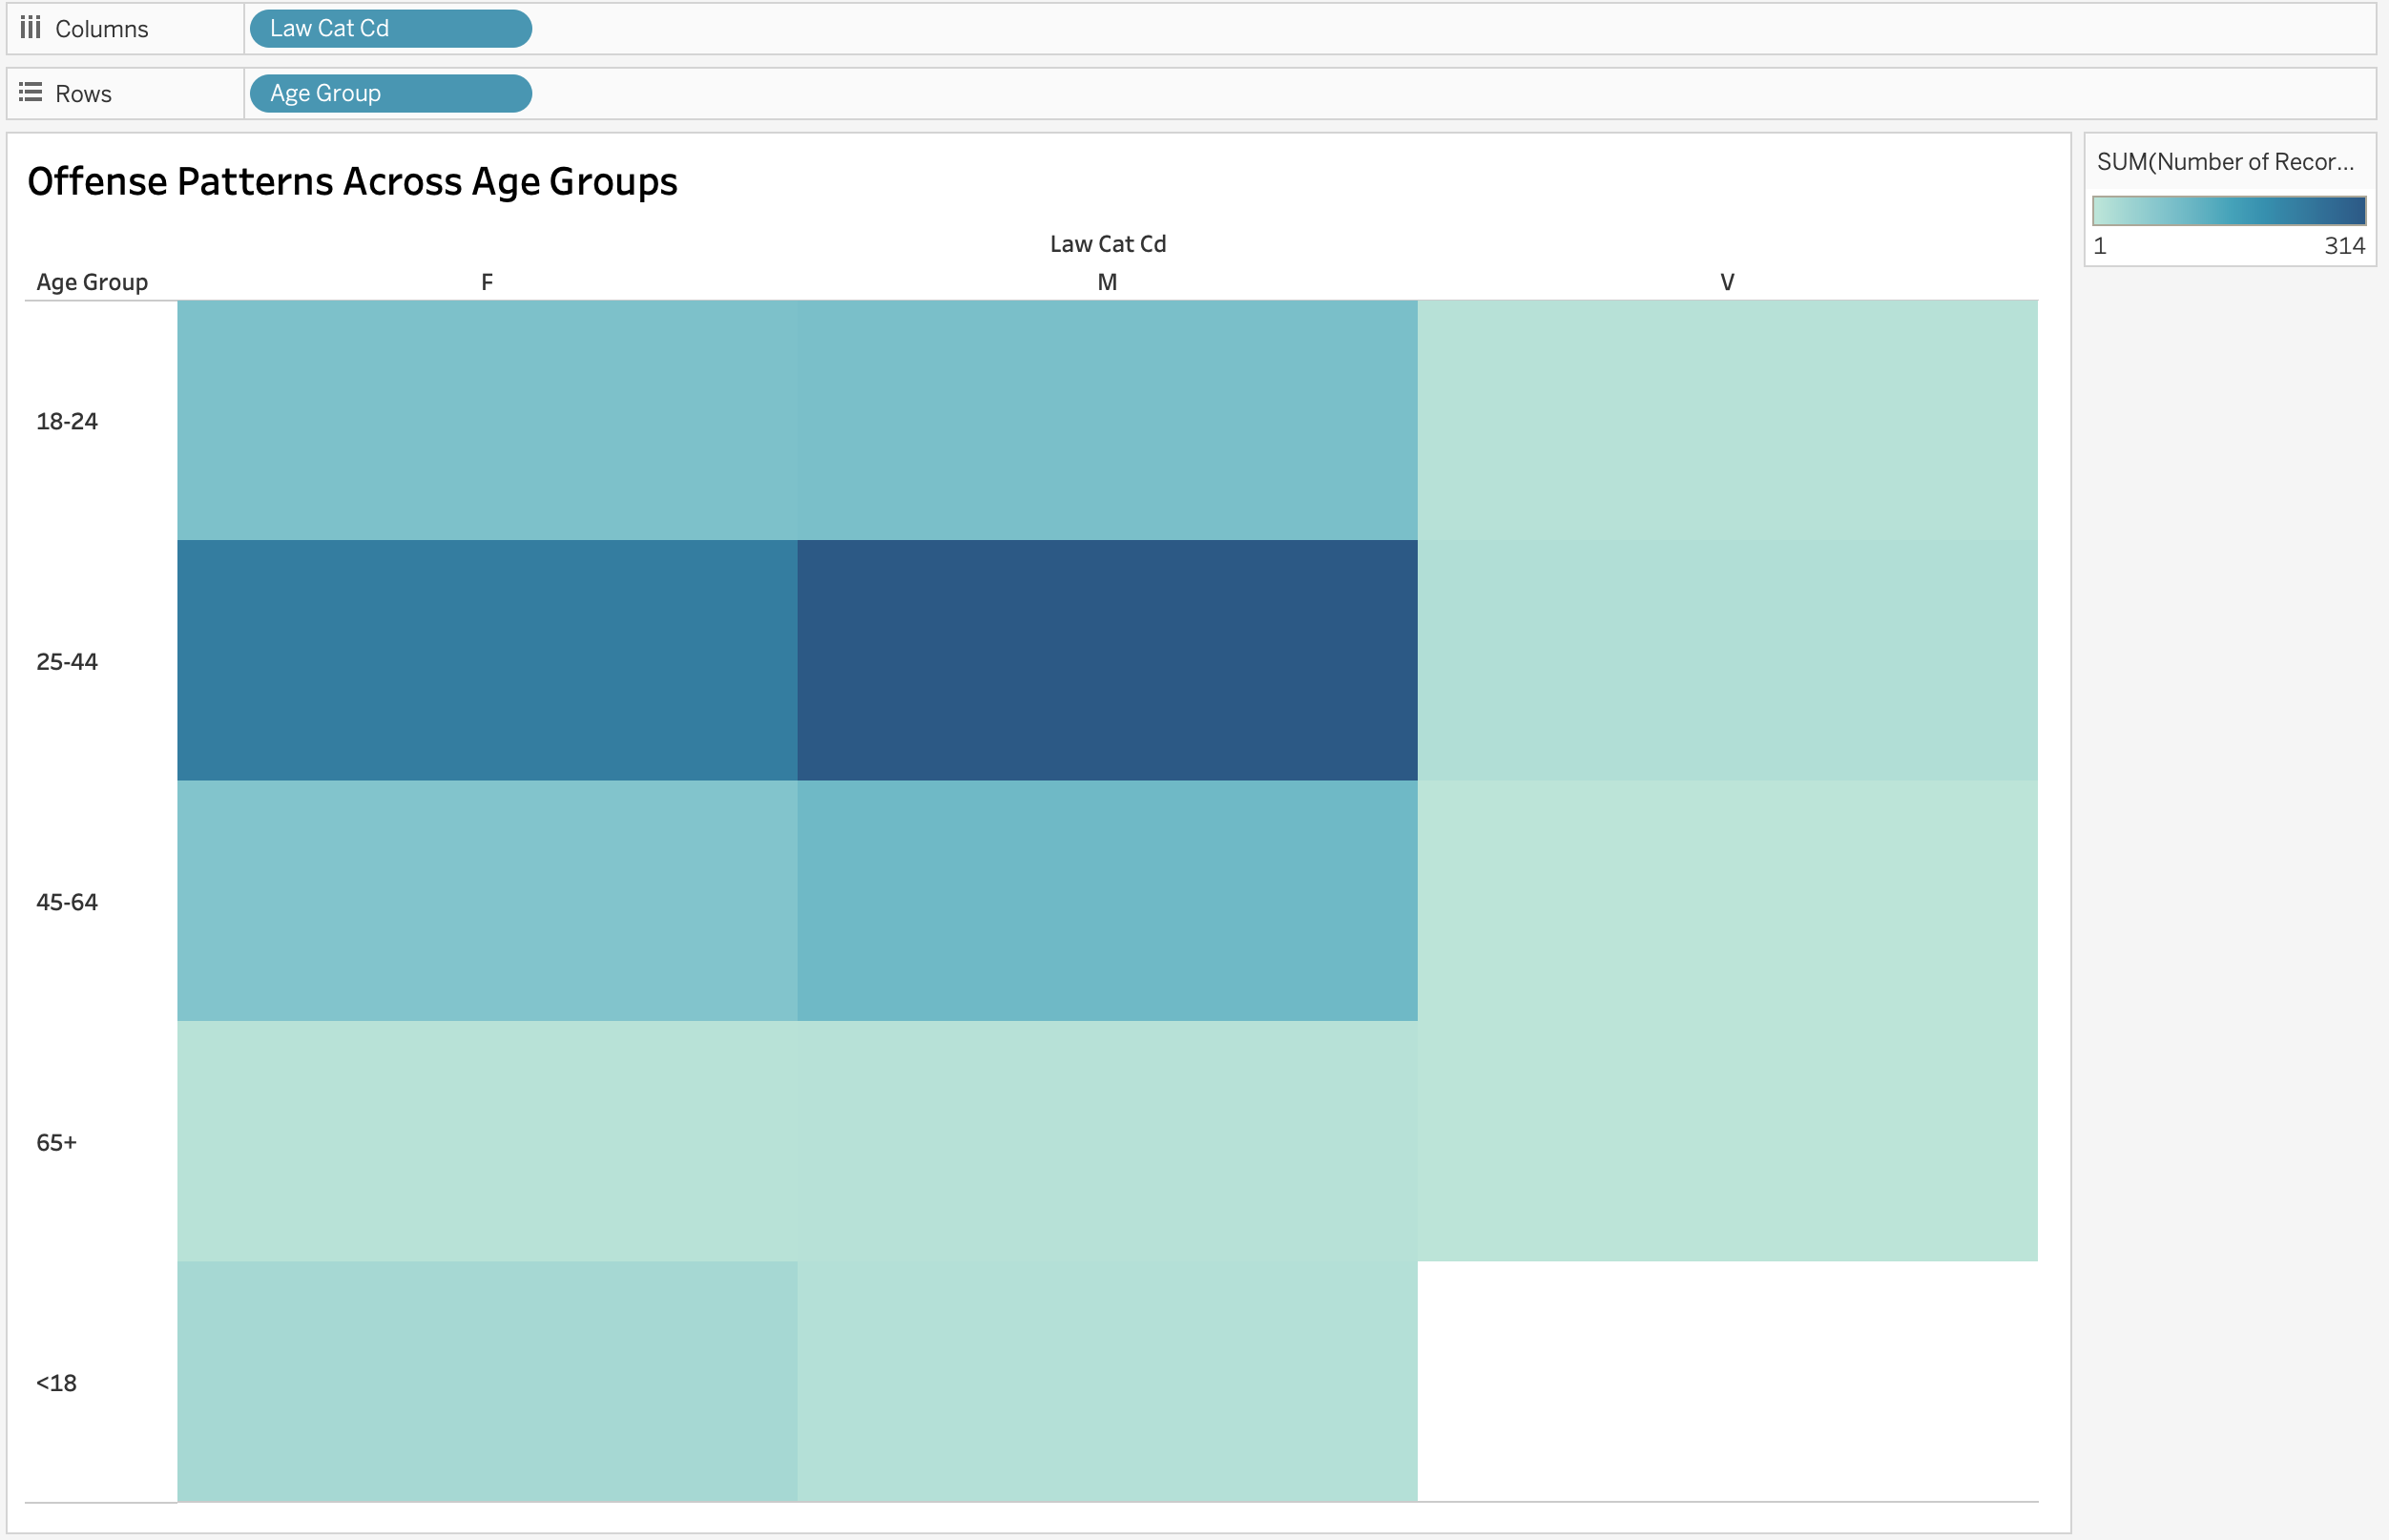 Columns
Law Cat Cd
Rows
Age Group
Offense Patterns Across Age Groups
SUM(Number of Recor...
1 314
Law Cat Cd
Age Group F M V
18-24
25-44
45-64
65+
<18